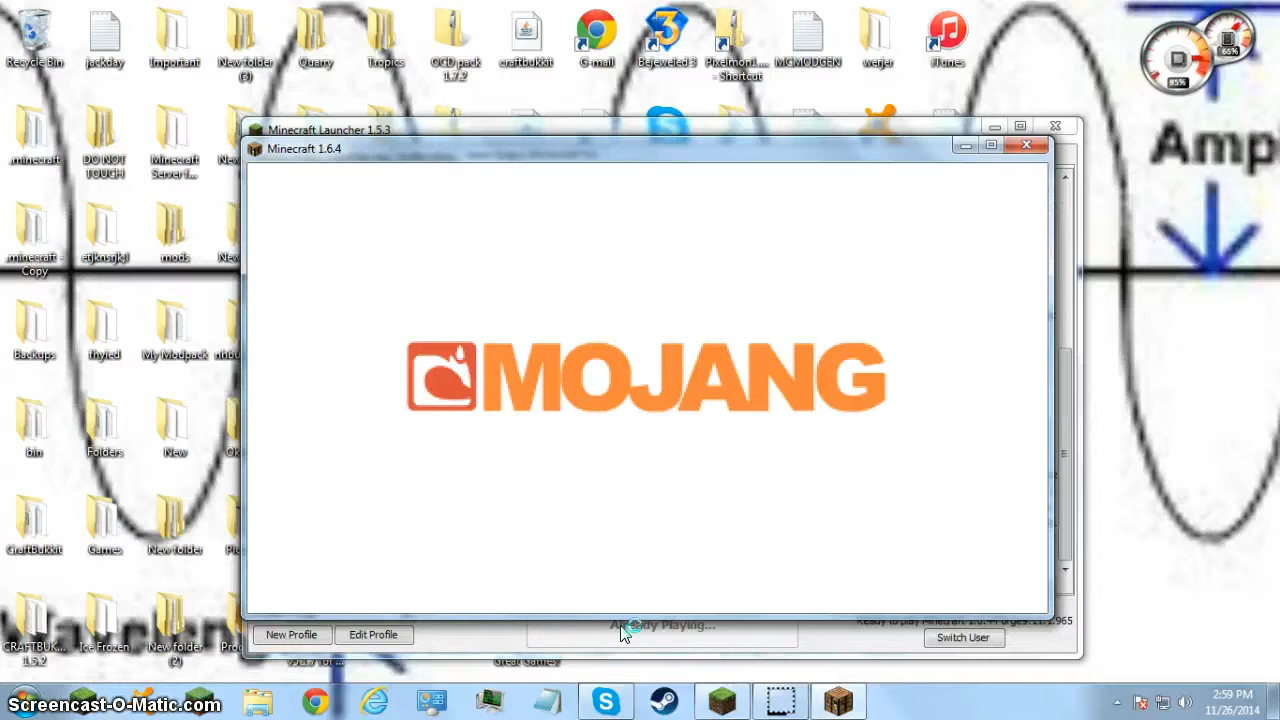 Recycle Bin
jackday
Important
New folder (3)
Quarry
Tropics
OCD pack 1.7.2
craftbukkit
G-mail
Bejeweled 3
Pixelmon1.... - Shortcut
MCMODGEN
werjer
iTunes
66%
85%
.minecraft
DO NOT TOUCH
Minecraft Server f...
Amp
Minecraft Launcher 1.5.3
Minecraft 1.6.4
.minecraft - Copy
mods
MOJANG
Backups
fhyied
My Modpack
bin
Folders
New
CraftBukkit
Games
New folder
CRAFTBUK... 1.5.2
Ice Frozen
New folder (2)
New Profile
Edit Profile
Already Playing...
Switch User
Great Games!
Screencast-O-Matic.com
2:59 PM
11/26/2014